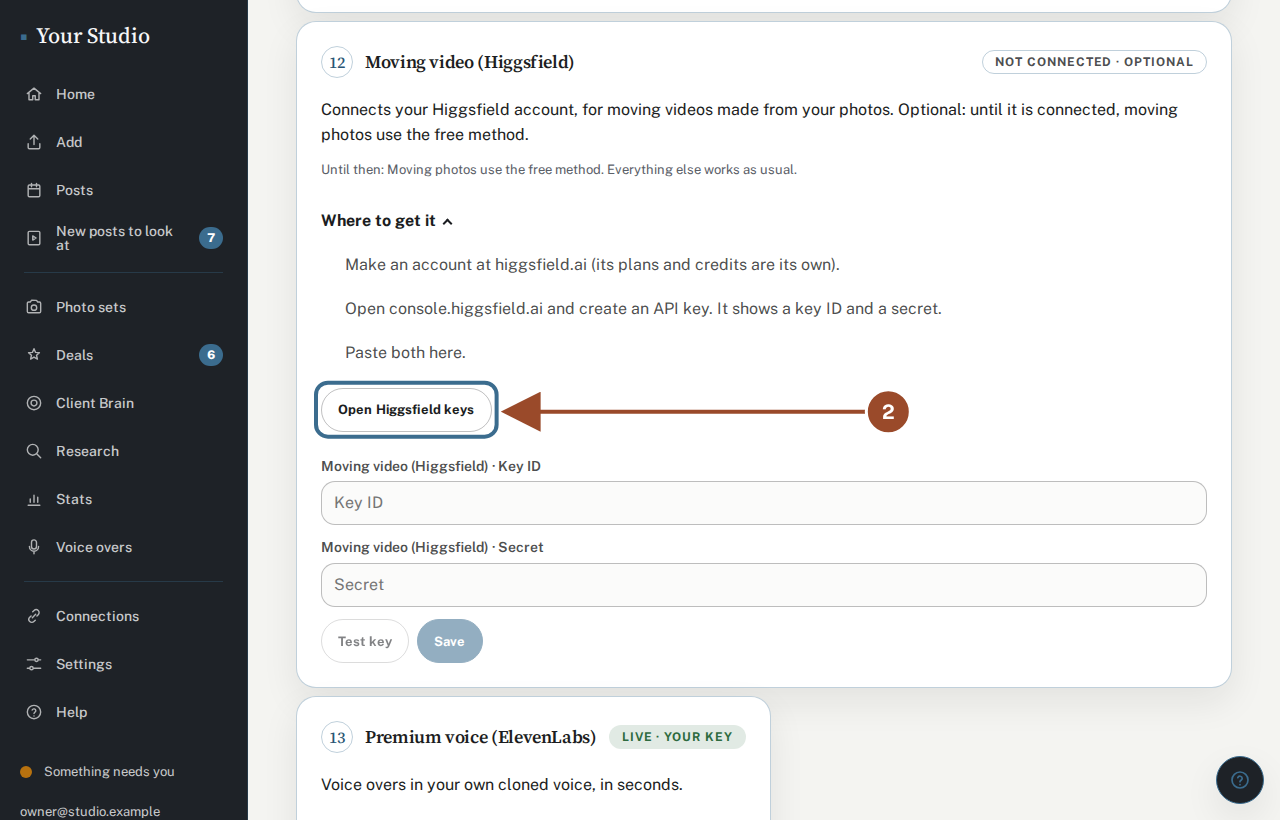 Your Studio
Home
Add
Posts
New posts to look
at
7
Photo sets
Deals
6
Client Brain
Research
Stats
Voice overs
Connections
Settings
Help
Something needs you
owner@studio.example
12
Moving video (Higgsfield)
NOT CONNECTED · OPTIONAL
Connects your Higgsfield account, for moving videos made from your photos. Optional: until it is connected, moving
photos use the free method.
Until then: Moving photos use the free method. Everything else works as usual.
Where to get it
Make an account at higgsfield.ai (its plans and credits are its own).
Open console.higgsfield.ai and create an API key. It shows a key ID and a secret.
Paste both here.
Open Higgsfield keys
2
Moving video (Higgsfield) · Key ID
Key ID
Moving video (Higgsfield) · Secret
Secret
Test key
Save
13
Premium voice (ElevenLabs)
LIVE · YOUR KEY
Voice overs in your own cloned voice, in seconds.